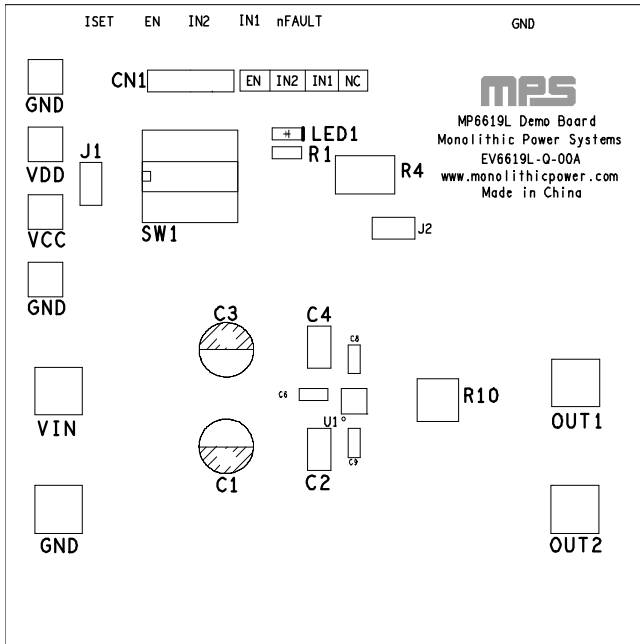 ISET EN IN2 IN1 nFAULT GND
CN1 EN IN2 IN1 NC
GND
mps
MP6619L Demo Board
Monolithic Power Systems
EV6619L-Q-00A
www.monolithicpower.com
Made in China
LED1
J1 R1
VDD R4
J2
VCC SW1
GND
C3 C4
C8
C6 R10
U1
VIN OUT1
C9
C1 C2
GND OUT2